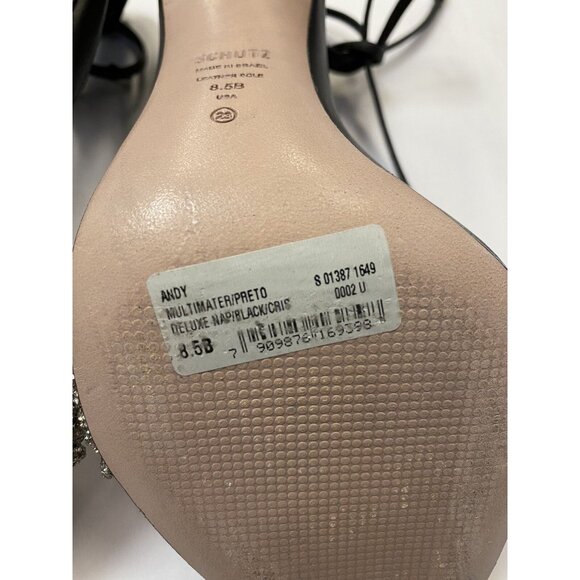 SCHUTZ
MADE IN BRAZIL
LEATHER SOLE
8.5B
USA
ANDY
MULTIMATER/PRETO
DELUXE NAP/BLACK/CRIS
8.5B
S 01387 1649
0002 U
7 909876 169398